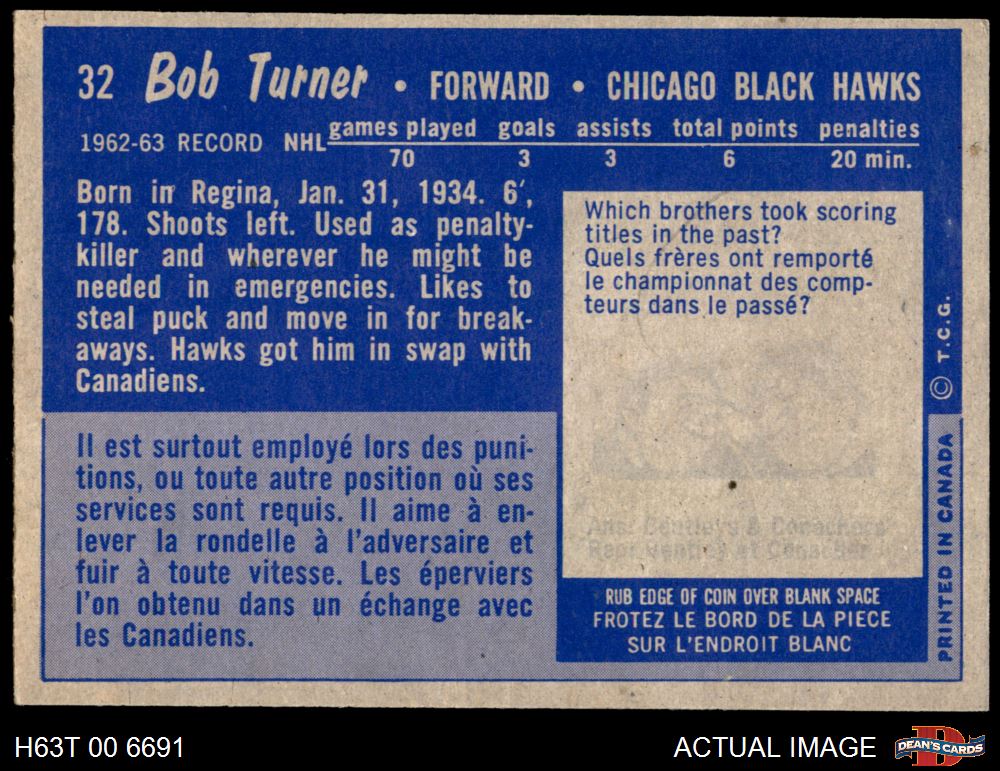 32 Bob Turner • FORWARD • CHICAGO BLACK HAWKS
1962-63 RECORD NHL games played goals assists total points penalties
70 3 3 6 20 min.
Born in Regina, Jan. 31, 1934. 6′,
178. Shoots left. Used as penalty-
killer and wherever he might be
needed in emergencies. Likes to
steal puck and move in for break-
aways. Hawks got him in swap with
Canadiens.
Il est surtout employé lors des puni-
tions, ou toute autre position où ses
services sont requis. Il aime à en-
lever la rondelle à l'adversaire et
fuir à toute vitesse. Les éperviers
l'on obtenu dans un échange avec
les Canadiens.
Which brothers took scoring
titles in the past?
Quels frères ont remporté
le championnat des comp-
teurs dans le passé?
Ans. Bentleys & Conachers
RUB EDGE OF COIN OVER BLANK SPACE
FROTEZ LE BORD DE LA PIECE
SUR L'ENDROIT BLANC
PRINTED IN CANADA © T.C.G.
H63T 00 6691
ACTUAL IMAGE
D
DEAN'S CARDS